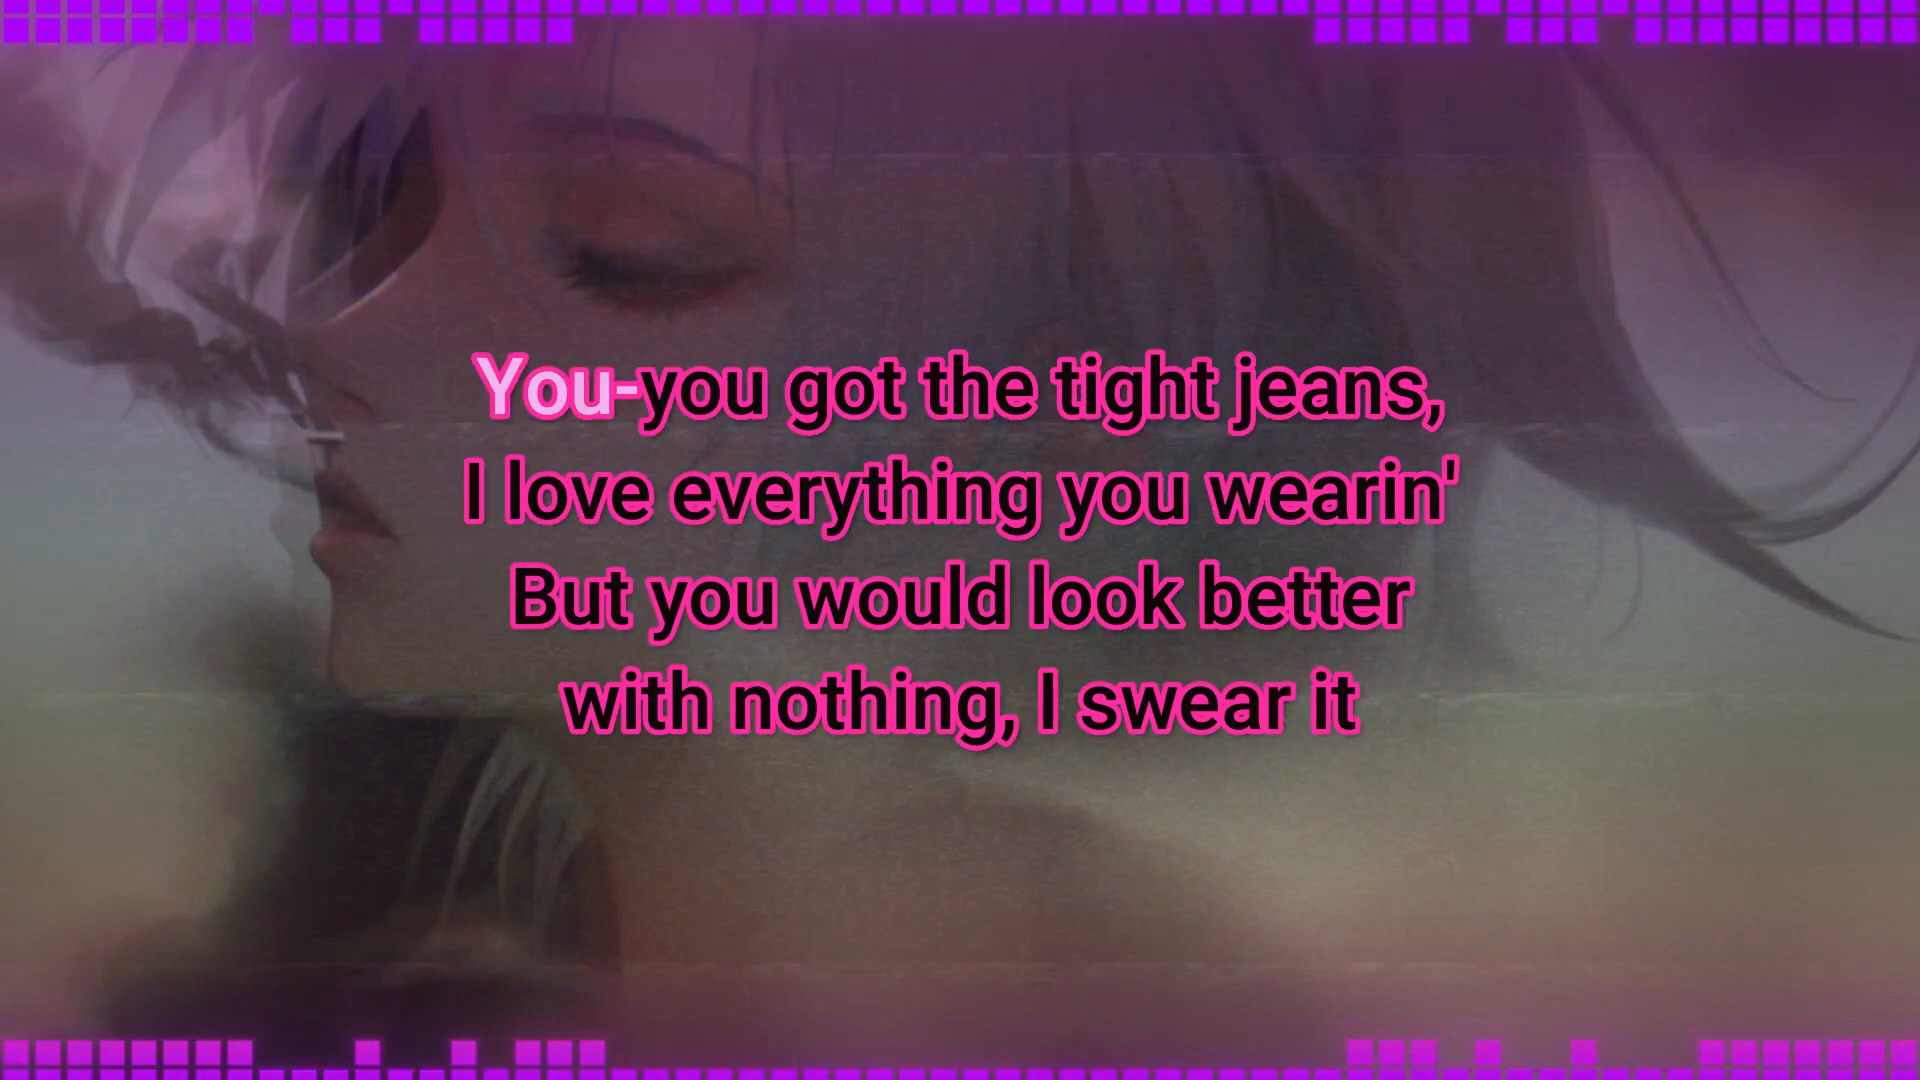 You-you got the tight jeans,
I love everything you wearin'
But you would look better
with nothing, I swear it